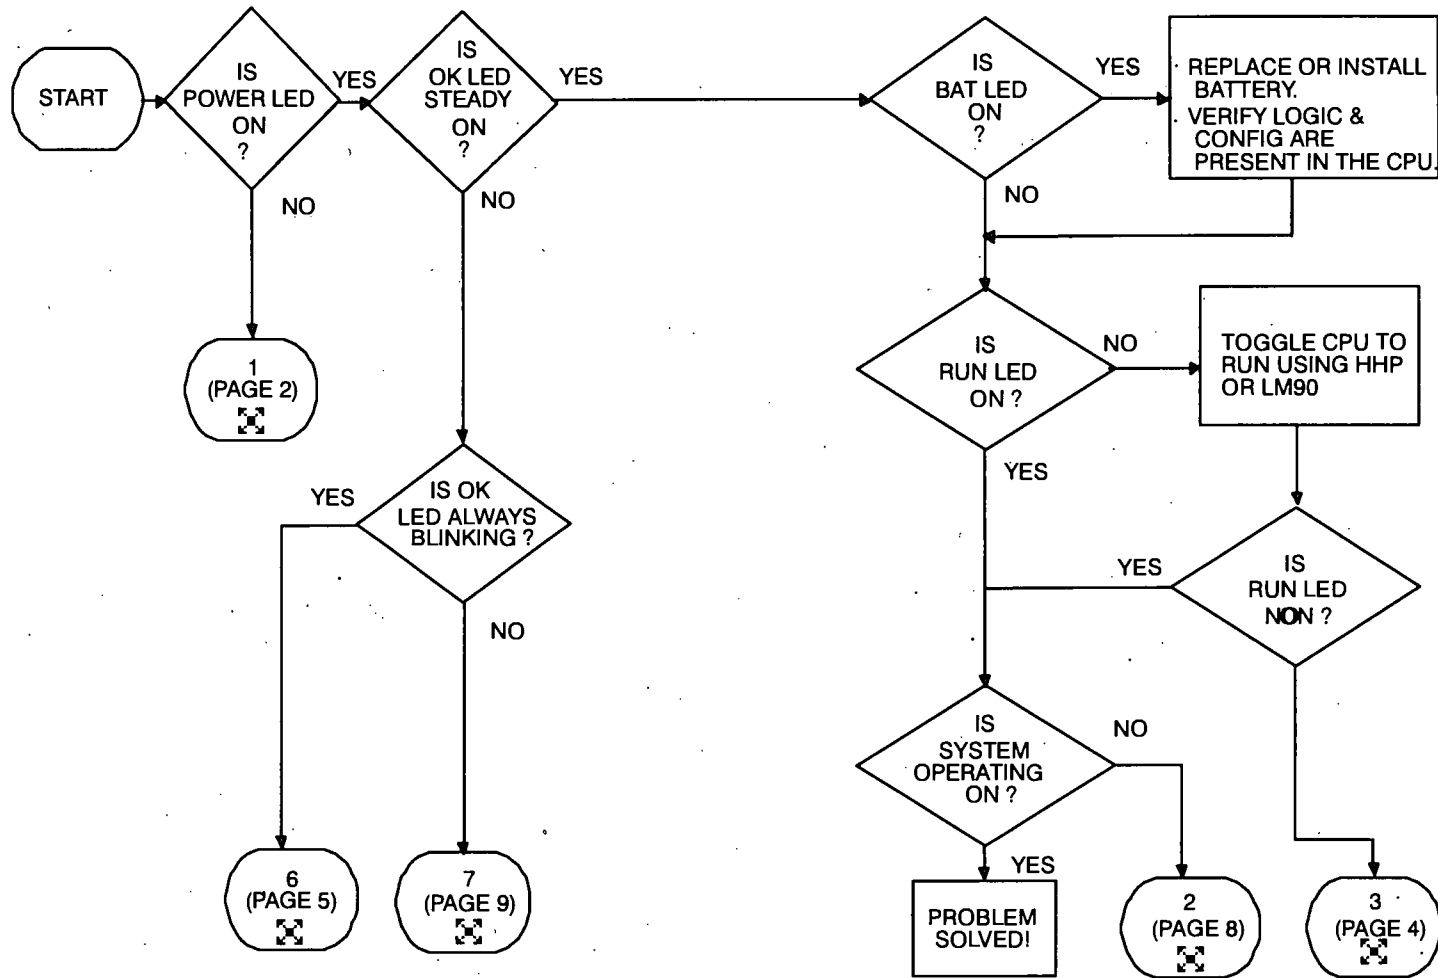 START
IS
POWER LED
ON
?
YES
NO
1
(PAGE 2)
IS
OK LED
STEADY
ON
?
YES
NO
IS OK
LED ALWAYS
BLINKING ?
YES
NO
6
(PAGE 5)
7
(PAGE 9)
IS
BAT LED
ON
?
YES
NO
REPLACE OR INSTALL
BATTERY.
VERIFY LOGIC &
CONFIG ARE
PRESENT IN THE CPU.
IS
RUN LED
ON ?
NO
YES
TOGGLE CPU TO
RUN USING HHP
OR LM90
IS
RUN LED
NON ?
YES
IS
SYSTEM
OPERATING
ON ?
NO
YES
PROBLEM
SOLVED!
2
(PAGE 8)
3
(PAGE 4)